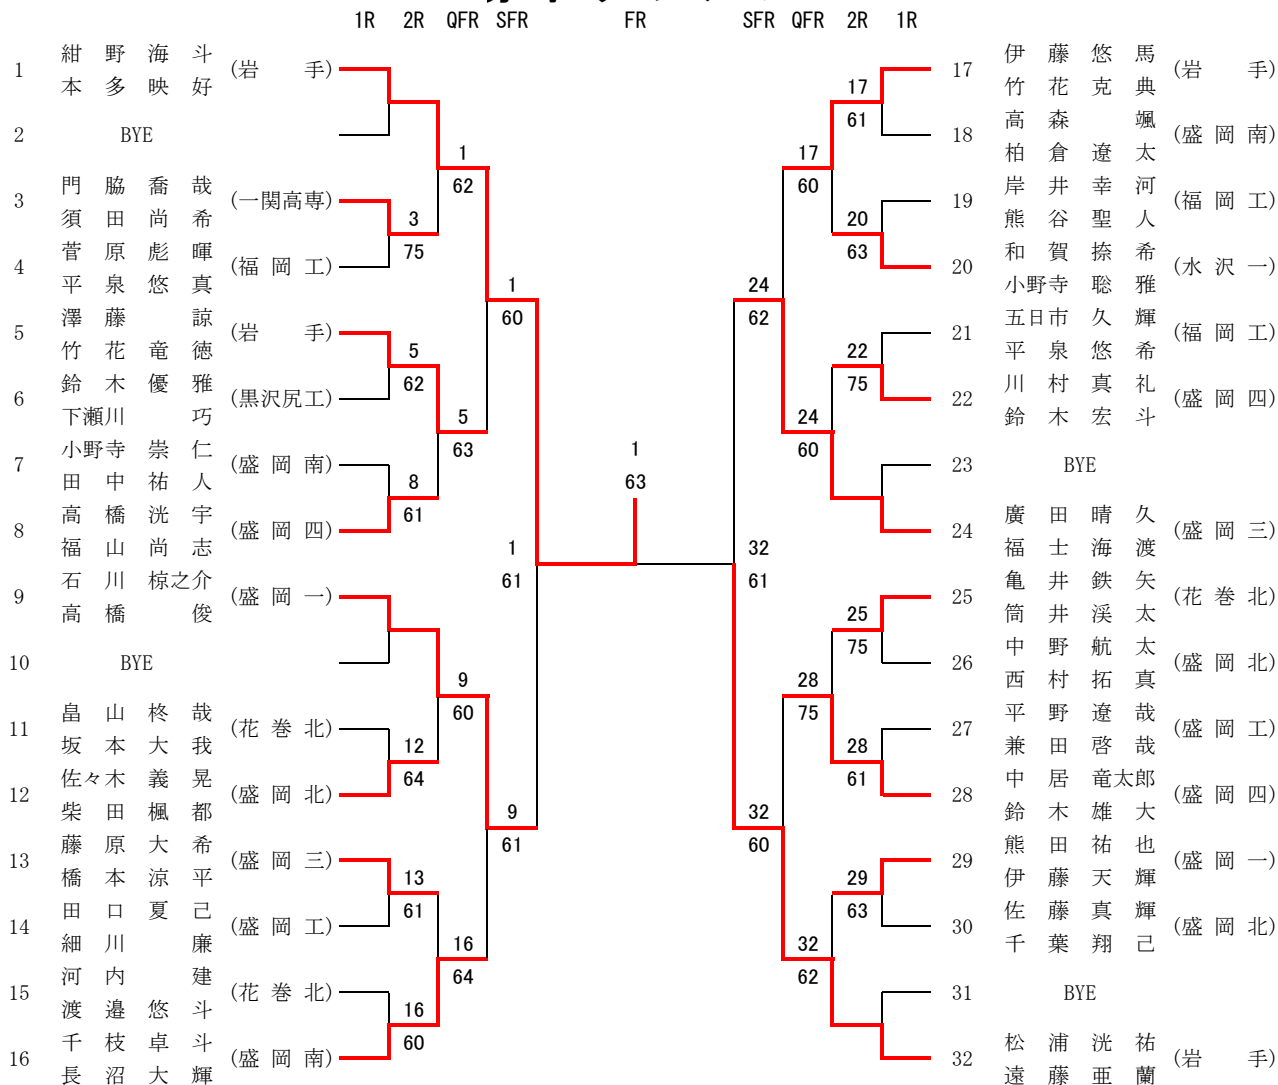 1R 2R QFR SFR FR SFR QFR 2R 1R
1 紺野海斗 (岩手)
本多映好
2 BYE
3 門脇喬哉 (一関高専)
須田尚希
4 菅原彪暉 (福岡工)
平泉悠真
5 澤藤諒 (岩手)
竹花竜徳
6 鈴木優雅 (黒沢尻工)
下瀬川巧
7 小野寺崇仁 (盛岡南)
田中祐人
8 高橋洸宇 (盛岡四)
福山尚志
9 石川椋之介 (盛岡一)
高橋俊
10 BYE
11 畠山柊哉 (花巻北)
坂本大我
12 佐々木義晃 (盛岡北)
柴田楓都
13 藤原大希 (盛岡三)
橋本涼平
14 田口夏己 (盛岡工)
細川廉
15 河内建 (花巻北)
渡邉悠斗
16 千枝卓斗 (盛岡南)
長沼大輝
3
75
5
62
8
61
12
64
13
61
16
60
1
62
5
63
9
60
16
64
1
60
9
61
1
61
1
63
32
61
24
62
32
60
17
60
24
60
28
75
32
62
17
61
20
63
22
75
25
75
28
61
29
63
17 伊藤悠馬 (岩手)
竹花克典
18 高森颯 (盛岡南)
柏倉遼太
19 岸井幸河 (福岡工)
熊谷聖人
20 和賀捺希 (水沢一)
小野寺聡雅
21 五日市久輝 (福岡工)
平泉悠希
22 川村真礼 (盛岡四)
鈴木宏斗
23 BYE
24 廣田晴久 (盛岡三)
福士海渡
25 亀井鉄矢 (花巻北)
筒井渓太
26 中野航太 (盛岡北)
西村拓真
27 平野遼哉 (盛岡工)
兼田啓哉
28 中居竜太郎 (盛岡四)
鈴木雄大
29 熊田祐也 (盛岡一)
伊藤天輝
30 佐藤真輝 (盛岡北)
千葉翔己
31 BYE
32 松浦洸祐 (岩手)
遠藤亜蘭